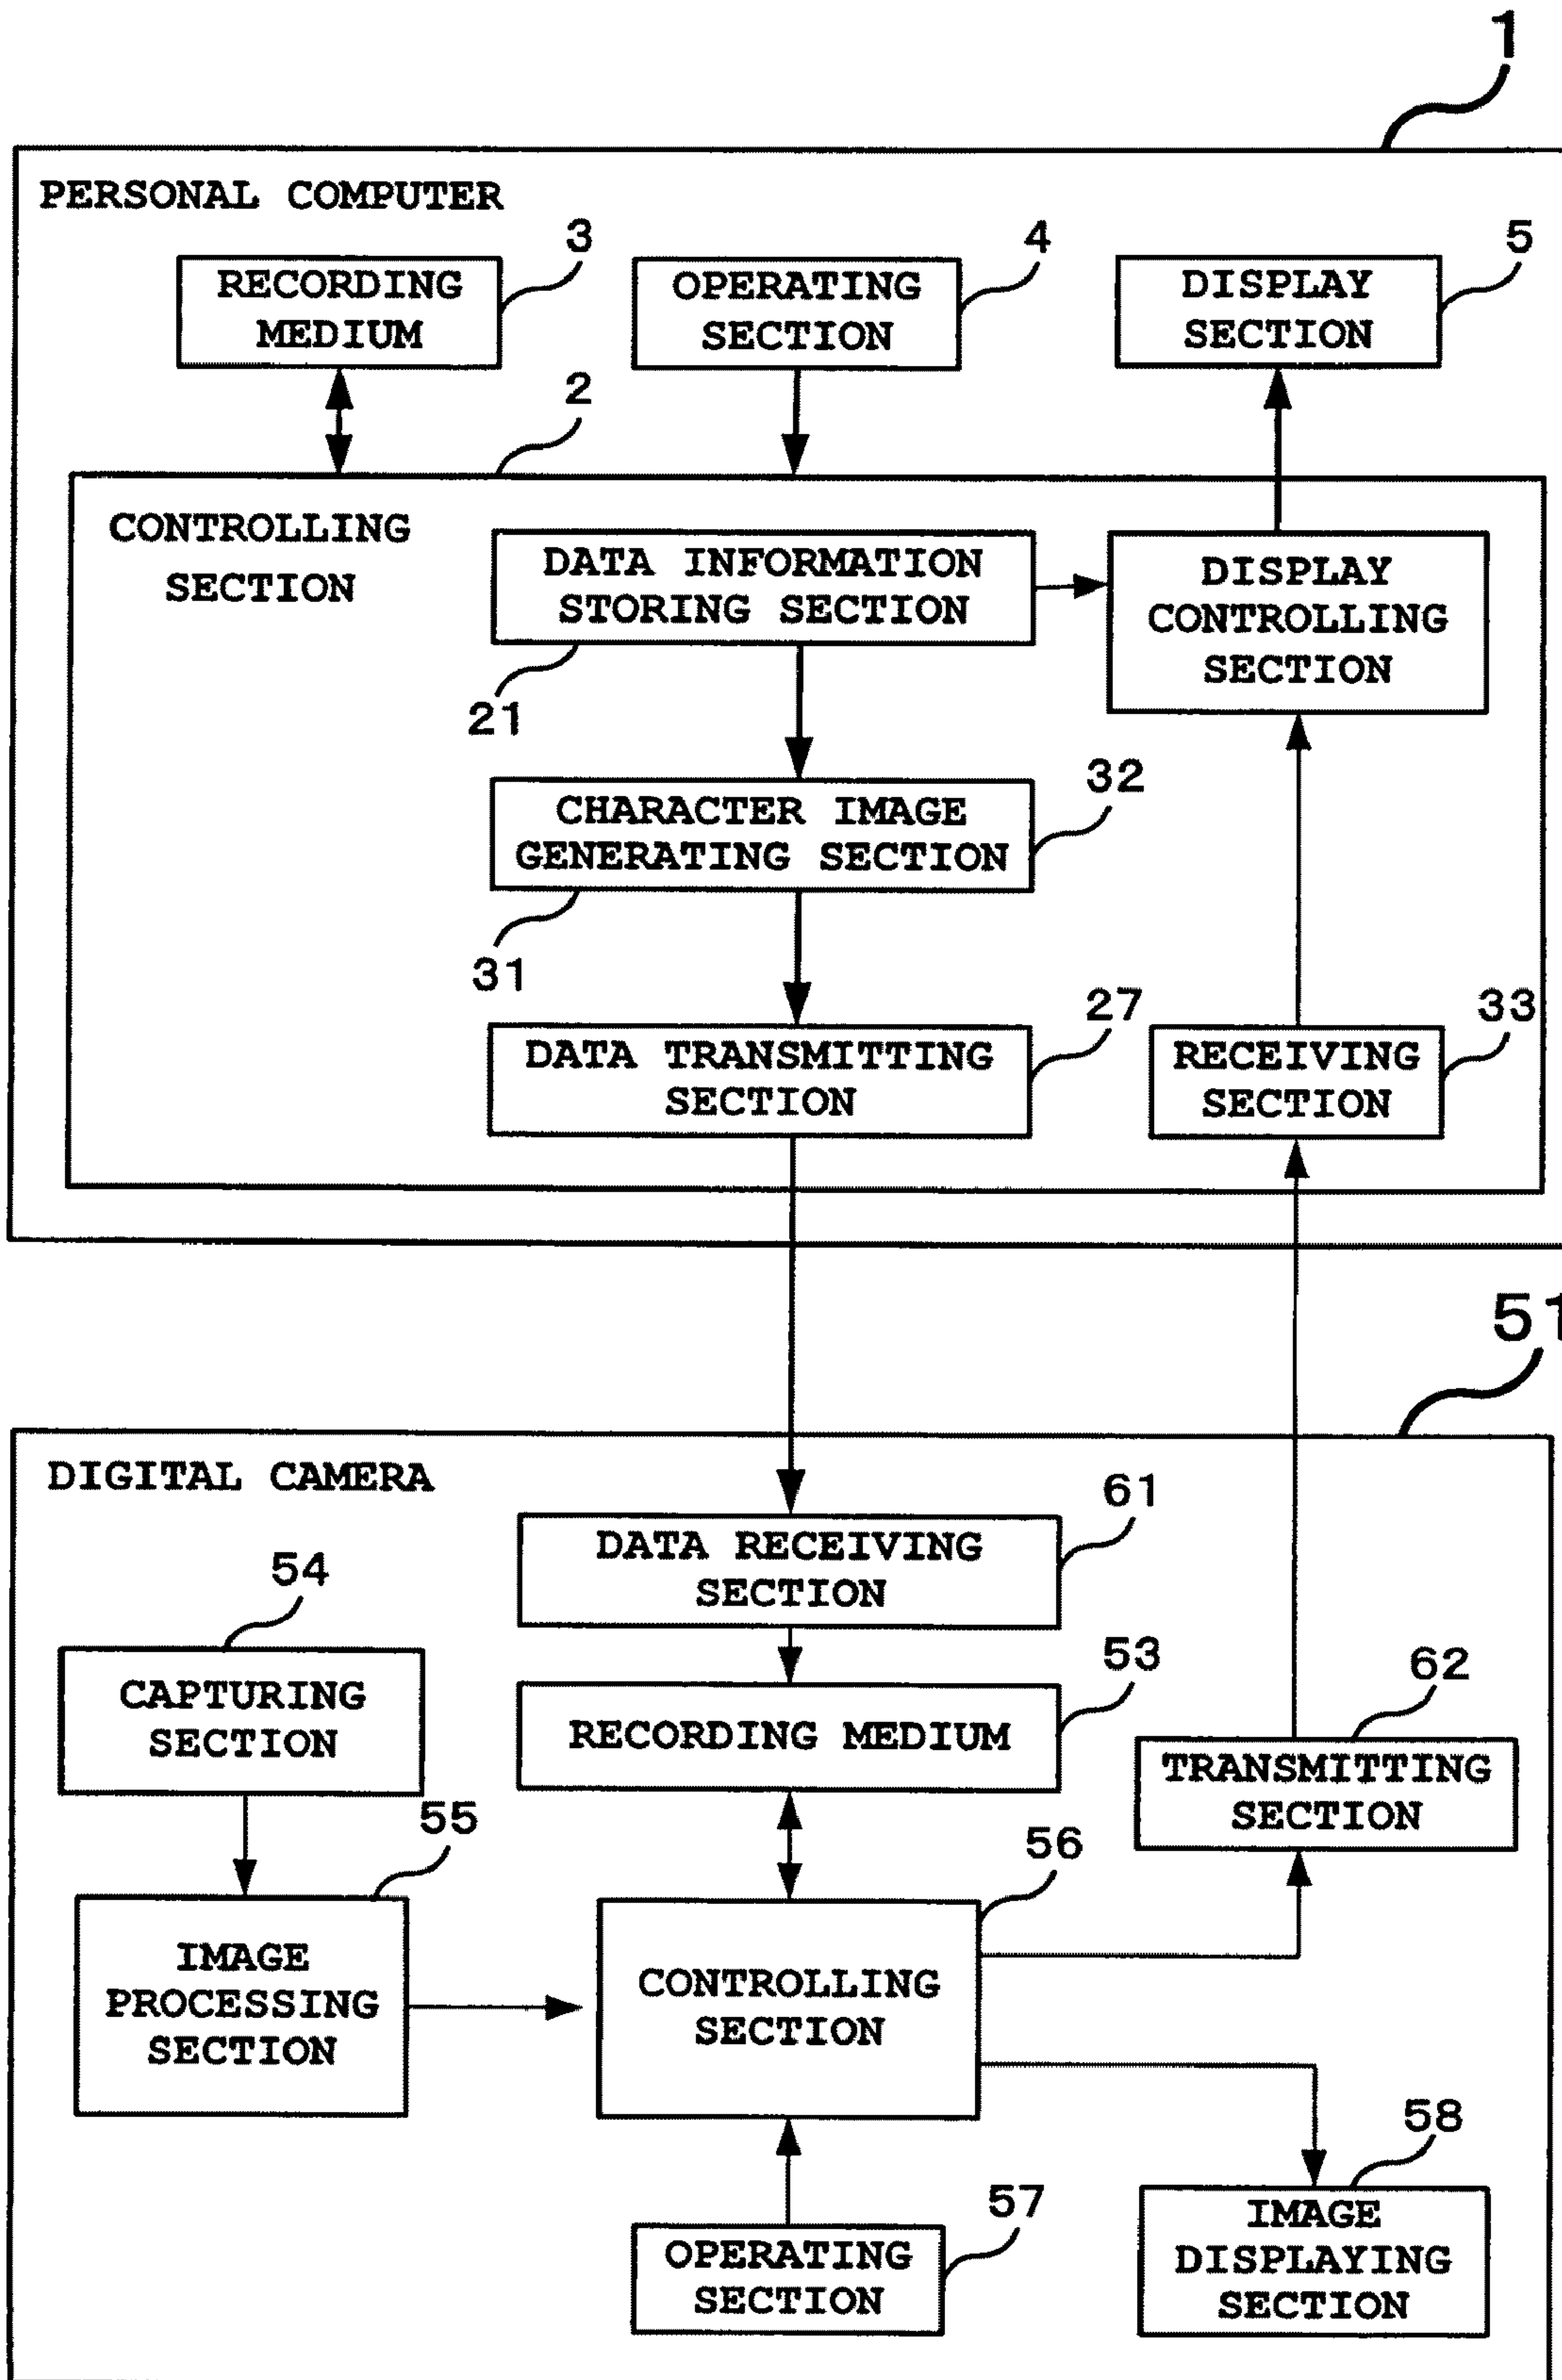 1
PERSONAL COMPUTER
3
RECORDING
MEDIUM
4
OPERATING
SECTION
5
DISPLAY
SECTION
2
CONTROLLING
SECTION
DATA INFORMATION
STORING SECTION
21
DISPLAY
CONTROLLING
SECTION
32
CHARACTER IMAGE
GENERATING SECTION
31
27
DATA TRANSMITTING
SECTION
33
RECEIVING
SECTION
51
DIGITAL CAMERA
61
DATA RECEIVING
SECTION
54
CAPTURING
SECTION
53
RECORDING MEDIUM
62
TRANSMITTING
SECTION
55
IMAGE
PROCESSING
SECTION
56
CONTROLLING
SECTION
57
OPERATING
SECTION
58
IMAGE
DISPLAYING
SECTION